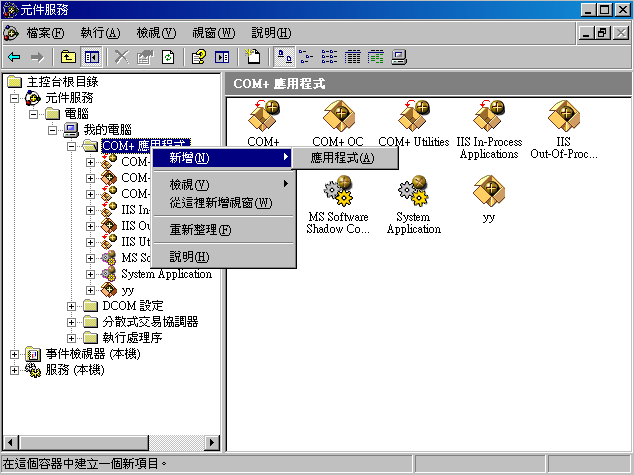 元件服務
檔案(F) 執行(A) 檢視(V) 視窗(W) 說明(H)
主控台根目錄
元件服務
電腦
我的電腦
COM+ 應用程式
COM-
COM-
COM-
IIS In-
IIS Ou
IIS Ut
MS So
System Application
yy
DCOM 設定
分散式交易協調器
執行處理序
事件檢視器 (本機)
服務 (本機)
新增(N)
應用程式(A)
檢視(V)
從這裡新增視窗(W)
重新整理(F)
說明(H)
COM+ 應用程式
COM+
COM+ QC
COM+ Utilities
IIS In-Process
Applications
IIS
Out-Of-Proc...
MS Software
Shadow Co...
System
Application
yy
在這個容器中建立一個新項目。